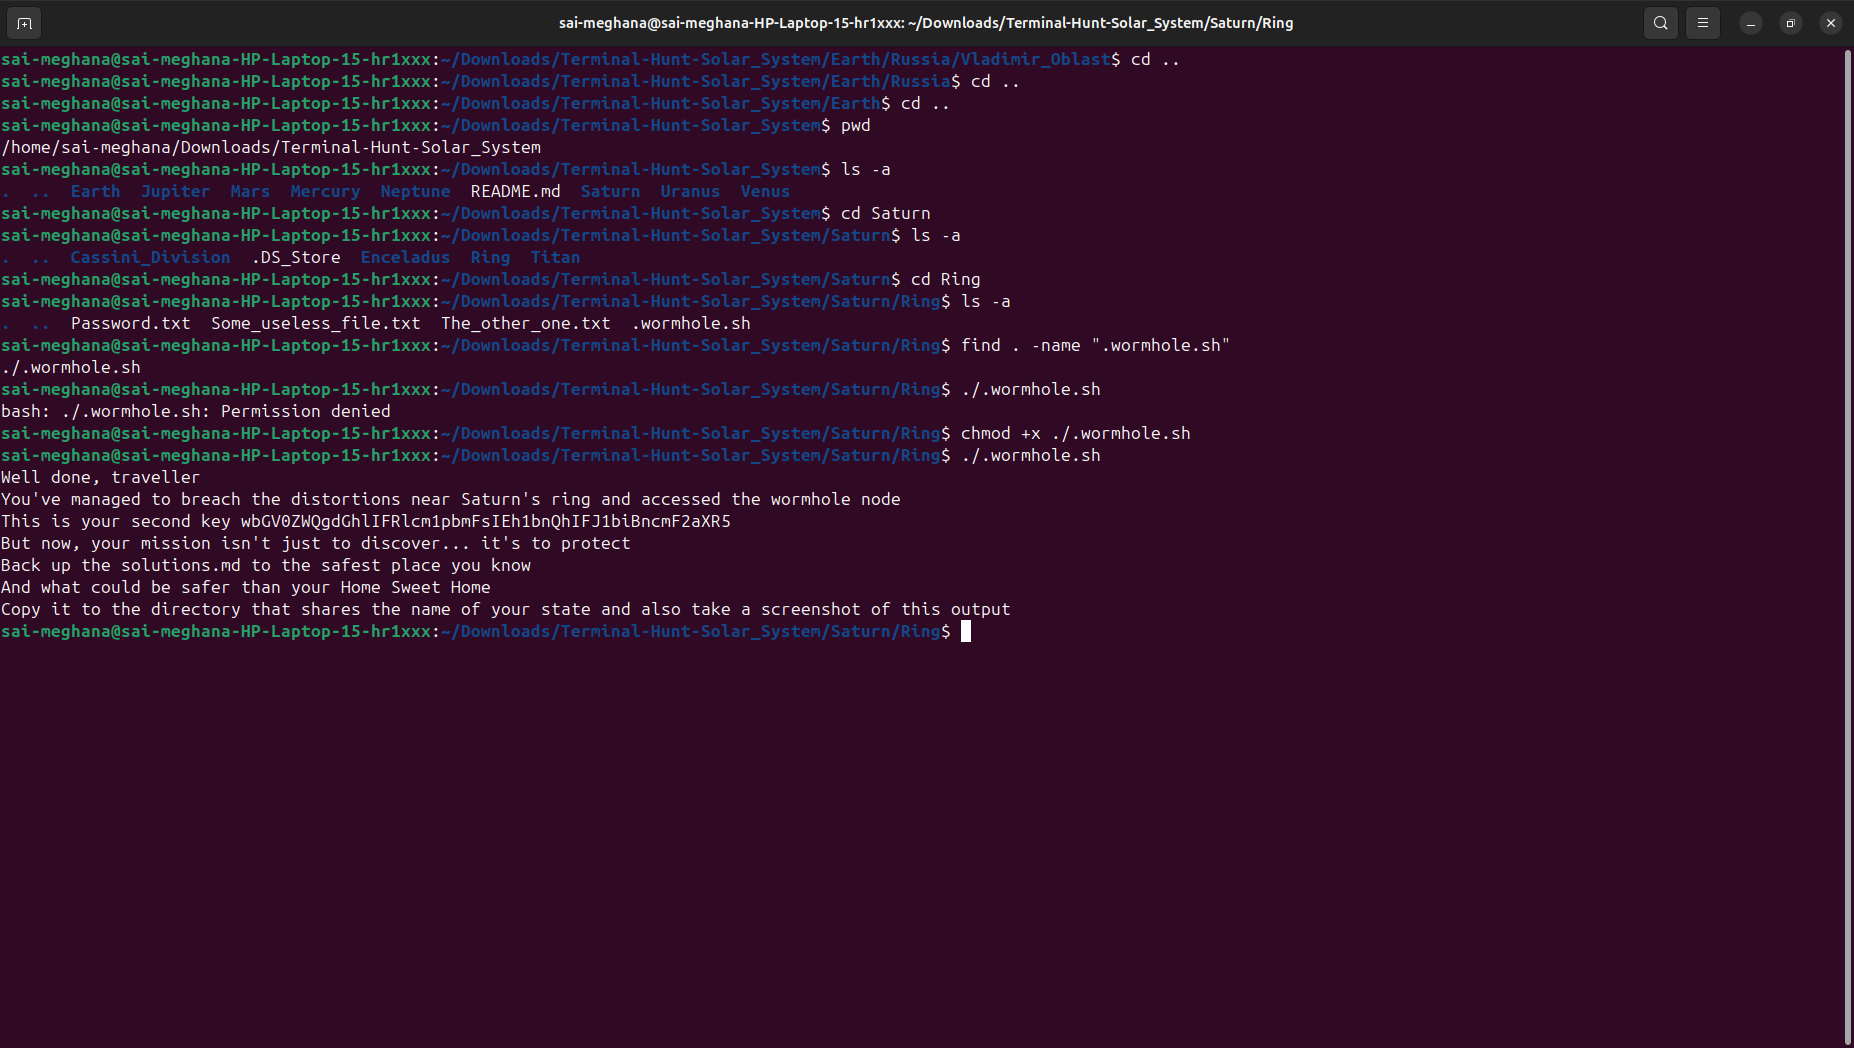 sai-meghana@sai-meghana-HP-Laptop-15-hr1xxx: ~/Downloads/Terminal-Hunt-Solar_System/Saturn/Ring
sai-meghana@sai-meghana-HP-Laptop-15-hr1xxx:~/Downloads/Terminal-Hunt-Solar_System/Earth/Russia/Vladimir_Oblast$ cd ..
sai-meghana@sai-meghana-HP-Laptop-15-hr1xxx:~/Downloads/Terminal-Hunt-Solar_System/Earth/Russia$ cd ..
sai-meghana@sai-meghana-HP-Laptop-15-hr1xxx:~/Downloads/Terminal-Hunt-Solar_System/Earth$ cd ..
sai-meghana@sai-meghana-HP-Laptop-15-hr1xxx:~/Downloads/Terminal-Hunt-Solar_System$ pwd
/home/sai-meghana/Downloads/Terminal-Hunt-Solar_System
sai-meghana@sai-meghana-HP-Laptop-15-hr1xxx:~/Downloads/Terminal-Hunt-Solar_System$ ls -a
.  ..  Earth  Jupiter  Mars  Mercury  Neptune  README.md  Saturn  Uranus  Venus
sai-meghana@sai-meghana-HP-Laptop-15-hr1xxx:~/Downloads/Terminal-Hunt-Solar_System$ cd Saturn
sai-meghana@sai-meghana-HP-Laptop-15-hr1xxx:~/Downloads/Terminal-Hunt-Solar_System/Saturn$ ls -a
.  ..  Cassini_Division  .DS_Store  Enceladus  Ring  Titan
sai-meghana@sai-meghana-HP-Laptop-15-hr1xxx:~/Downloads/Terminal-Hunt-Solar_System/Saturn$ cd Ring
sai-meghana@sai-meghana-HP-Laptop-15-hr1xxx:~/Downloads/Terminal-Hunt-Solar_System/Saturn/Ring$ ls -a
.  ..  Password.txt  Some_useless_file.txt  The_other_one.txt  .wormhole.sh
sai-meghana@sai-meghana-HP-Laptop-15-hr1xxx:~/Downloads/Terminal-Hunt-Solar_System/Saturn/Ring$ find . -name ".wormhole.sh"
./.wormhole.sh
sai-meghana@sai-meghana-HP-Laptop-15-hr1xxx:~/Downloads/Terminal-Hunt-Solar_System/Saturn/Ring$ ./.wormhole.sh
bash: ./.wormhole.sh: Permission denied
sai-meghana@sai-meghana-HP-Laptop-15-hr1xxx:~/Downloads/Terminal-Hunt-Solar_System/Saturn/Ring$ chmod +x ./.wormhole.sh
sai-meghana@sai-meghana-HP-Laptop-15-hr1xxx:~/Downloads/Terminal-Hunt-Solar_System/Saturn/Ring$ ./.wormhole.sh
Well done, traveller
You've managed to breach the distortions near Saturn's ring and accessed the wormhole node
This is your second key wbGV0ZWQgdGhlIFRlcm1pbmFsIEh1bnQhIFJ1biBncmF2aXR5
But now, your mission isn't just to discover... it's to protect
Back up the solutions.md to the safest place you know
And what could be safer than your Home Sweet Home
Copy it to the directory that shares the name of your state and also take a screenshot of this output
sai-meghana@sai-meghana-HP-Laptop-15-hr1xxx:~/Downloads/Terminal-Hunt-Solar_System/Saturn/Ring$